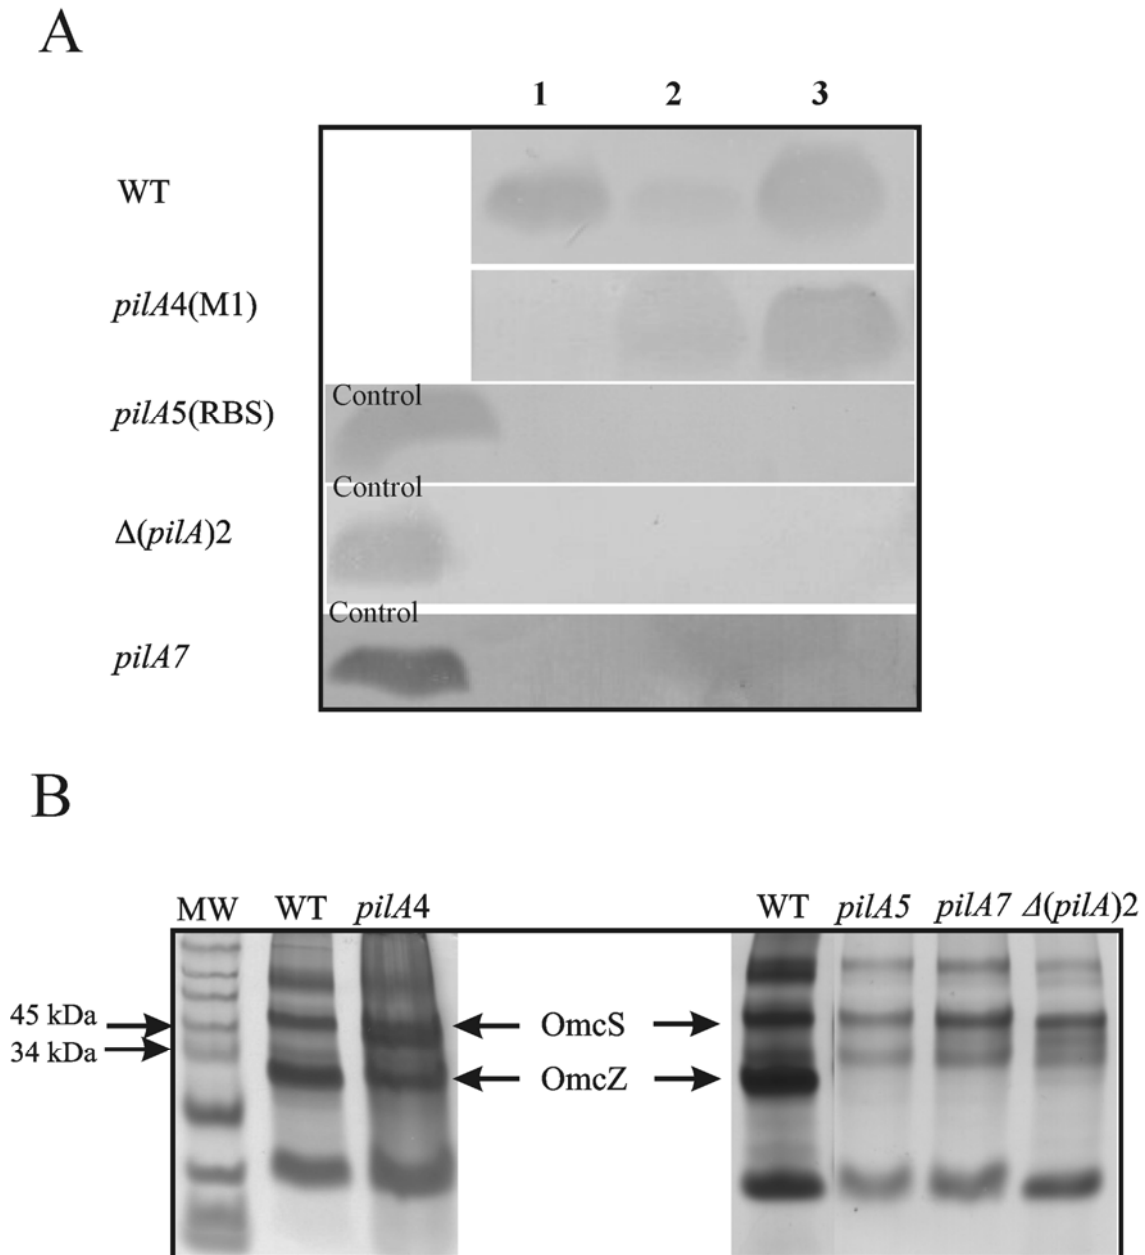 A
1 2 3
WT
pilA4(M1)
Control
pilA5(RBS)
Control
Δ(pilA)2
Control
pilA7
B
MW WT pilA4 WT pilA5 pilA7 Δ(pilA)2
45 kDa OmcS
34 kDa OmcZ